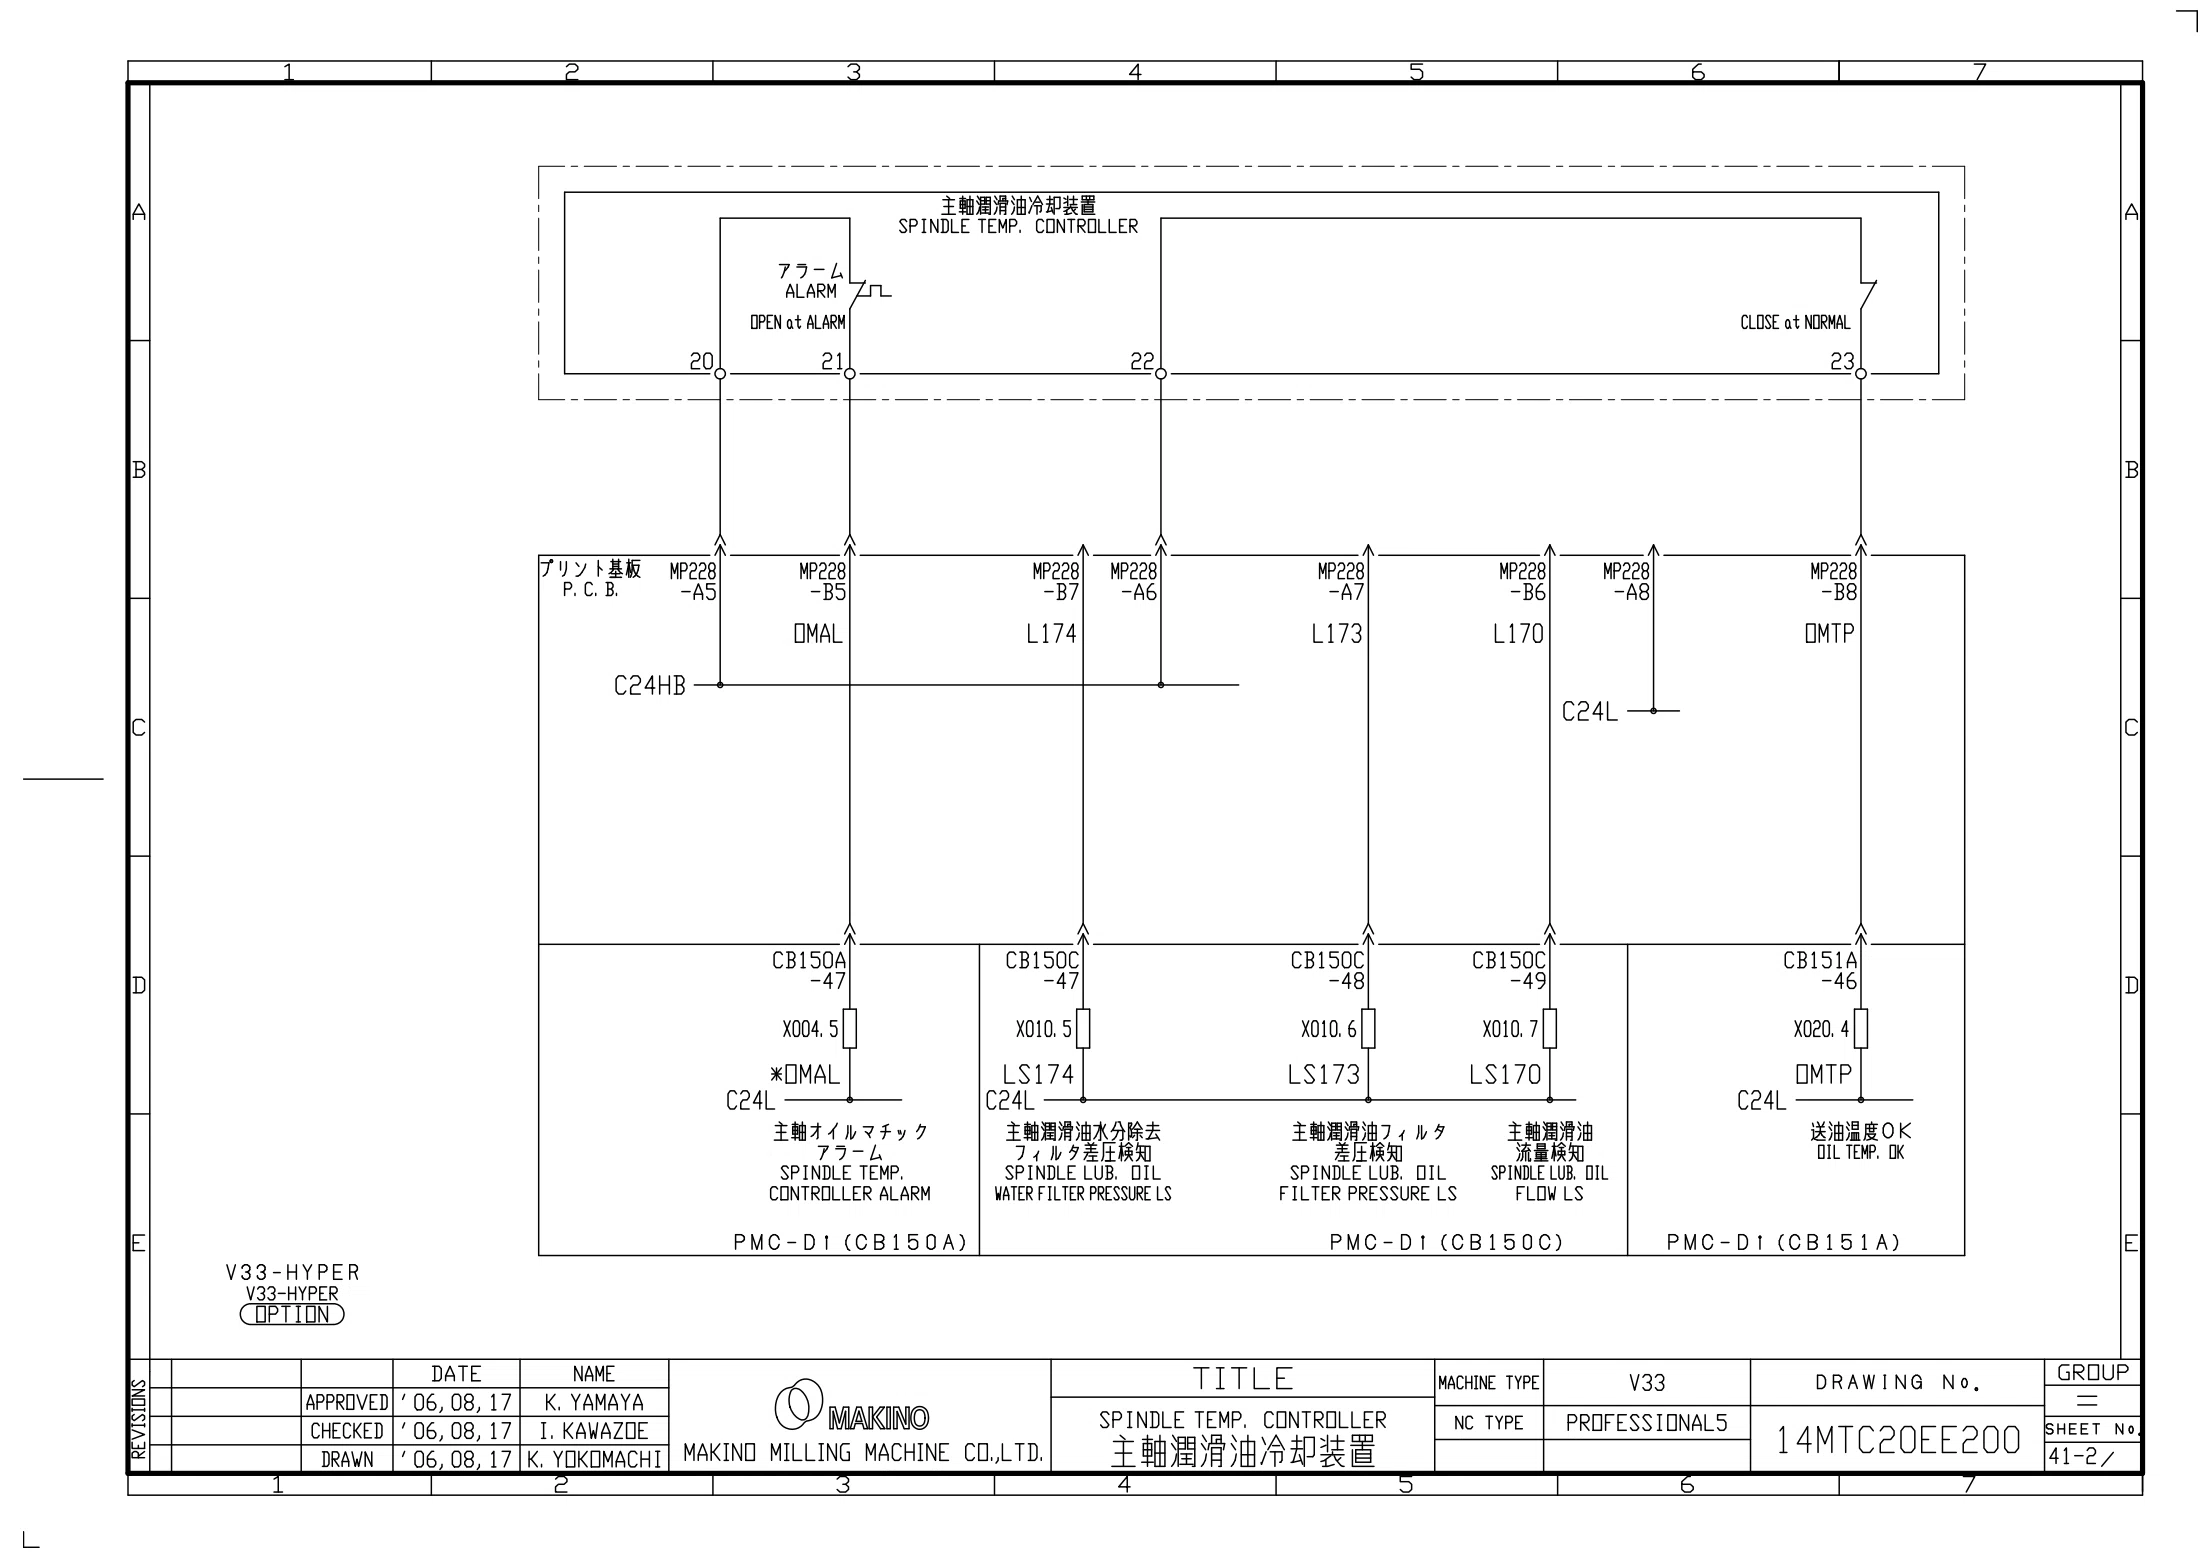 1 2 3 4 5 6 7
A A
主軸潤滑油冷却装置
SPINDLE TEMP. CONTROLLER
アラーム
ALARM
OPEN at ALARM
CLOSE at NORMAL
20 21 22 23
B B
プリント基板
P. C. B.
MP228 MP228 MP228 MP228 MP228 MP228 MP228 MP228
-A5 -B5 -B7 -A6 -A7 -B6 -A8 -B8
OMAL L174 L173 L170 OMTP
C24HB
C24L
C C
CB150A CB150C CB150C CB150C CB151A
-47 -47 -48 -49 -46
D D
X004. 5 X010. 5 X010. 6 X010. 7 X020. 4
*OMAL LS174 LS173 LS170 OMTP
C24L C24L C24L
主軸オイルマチック
アラーム
SPINDLE TEMP.
CONTROLLER ALARM
主軸潤滑油水分除去
フィルタ差圧検知
SPINDLE LUB. OIL
WATER FILTER PRESSURE LS
主軸潤滑油フィルタ
差圧検知
SPINDLE LUB. OIL
FILTER PRESSURE LS
主軸潤滑油
流量検知
SPINDLE LUB. OIL
FLOW LS
送油温度OK
OIL TEMP. OK
PMC-Di (CB150A) PMC-Di (CB150C) PMC-Di (CB151A)
E E
V33-HYPER
V33-HYPER
OPTION
REVISIONS
DATE NAME
APPROVED '06,08,17 K. YAMAYA
CHECKED '06,08,17 I. KAWAZOE
DRAWN '06,08,17 K. YOKOMACHI
MAKINO
MAKINO MILLING MACHINE CO.,LTD.
TITLE
SPINDLE TEMP. CONTROLLER
主軸潤滑油冷却装置
MACHINE TYPE V33
NC TYPE PROFESSIONAL5
DRAWING No.
14MTC20EE200
GROUP
=
SHEET No.
41-2/
1 2 3 4 5 6 7